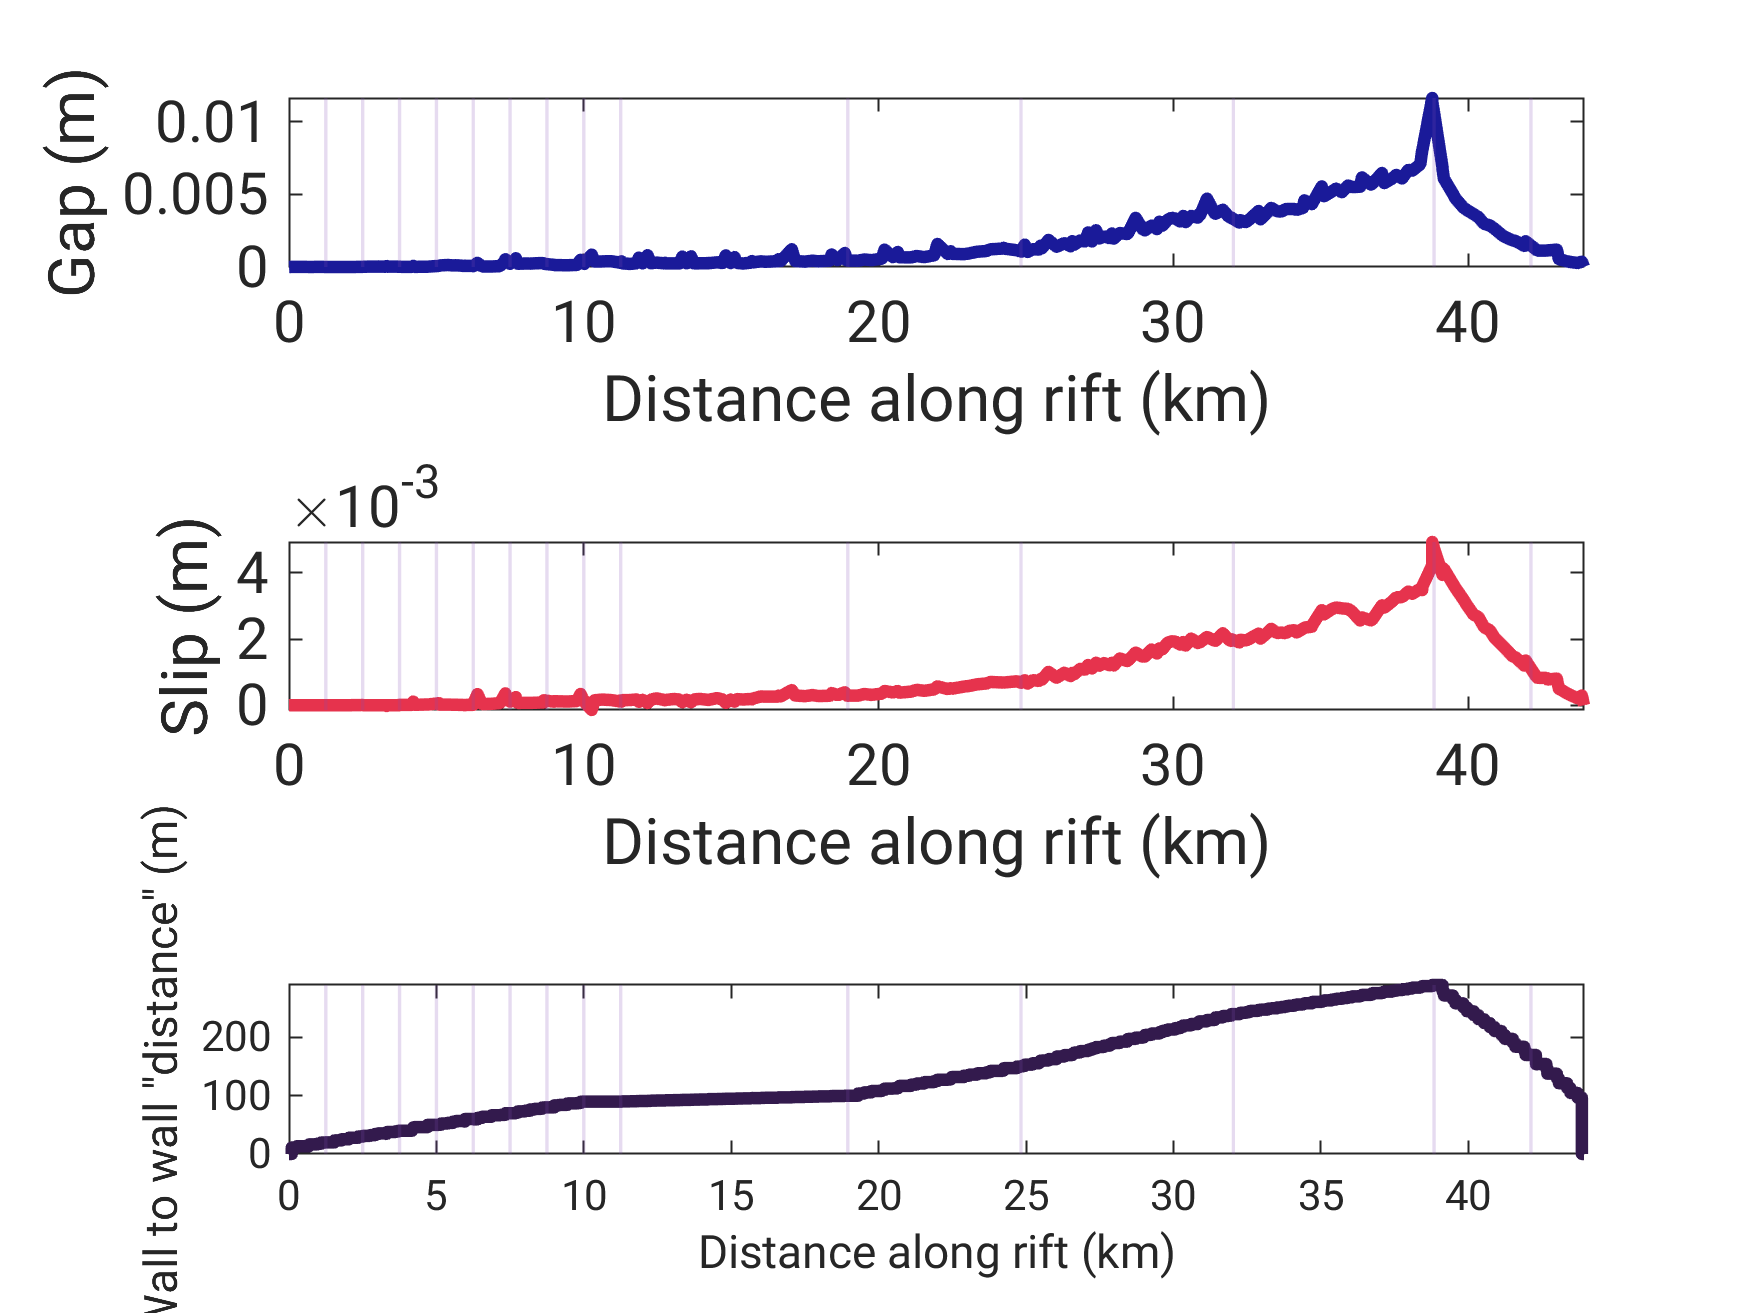 Gap (m)
0.01
0.005
0
0 10 20 30 40
Distance along rift (km)
×10-3
Slip (m)
4
2
0
0 10 20 30 40
Distance along rift (km)
Wall to wall "distance" (m)
200
100
0
0 5 10 15 20 25 30 35 40
Distance along rift (km)